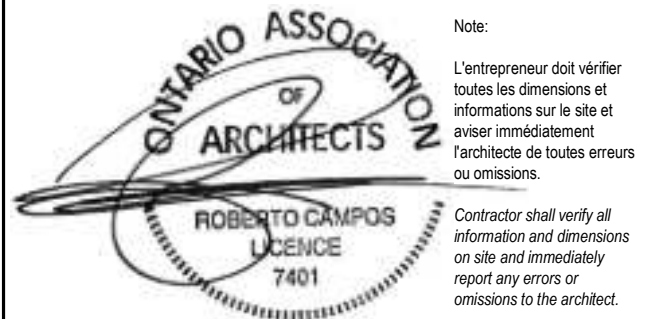 ONTARIO ASSOCIATION
OF
ARCHITECTS
ROBERTO CAMPOS
LICENCE
7401
Note:
L'entrepreneur doit vérifier
toutes les dimensions et
informations sur le site et
aviser immédiatement
l'architecte de toutes erreurs
ou omissions.
Contractor shall verify all
information and dimensions
on site and immediately
report any errors or
omissions to the architect.